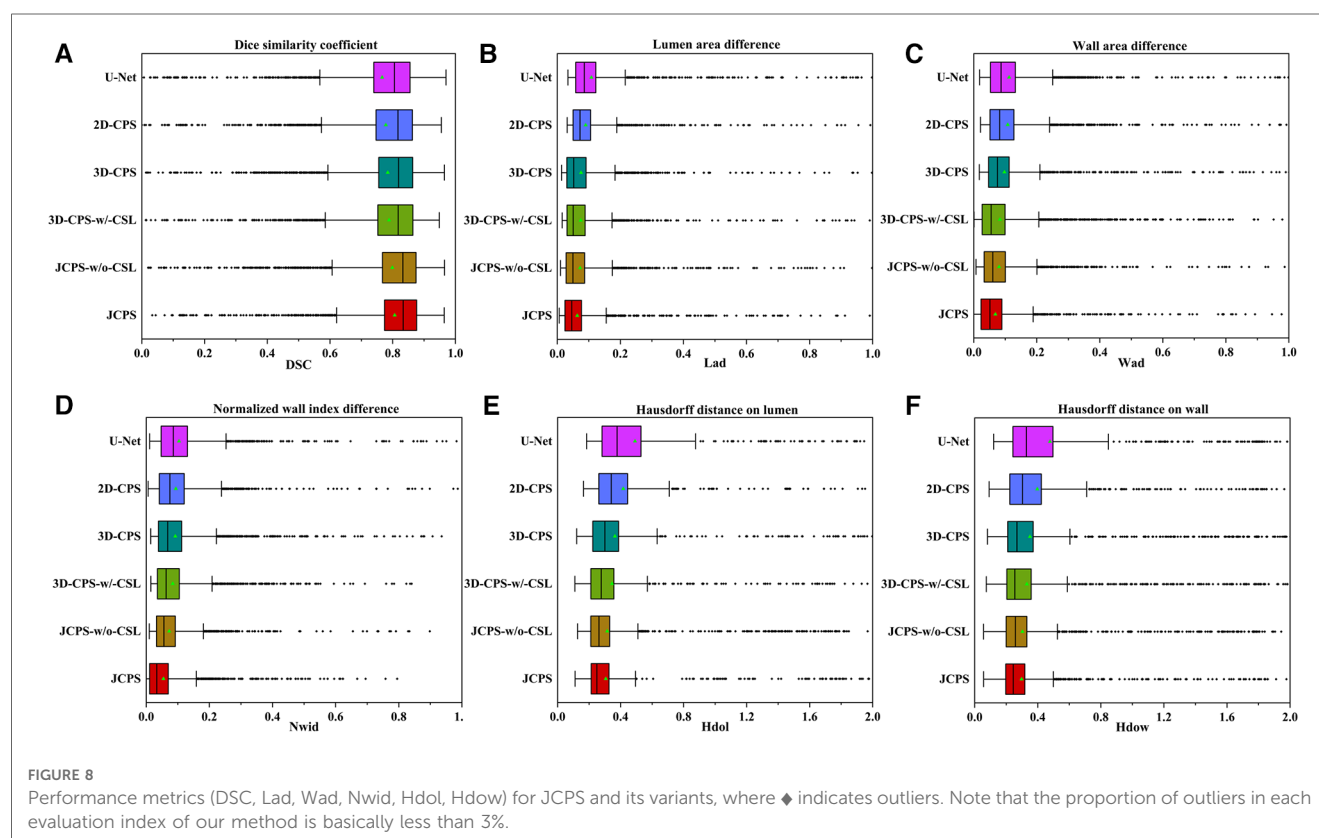 A
Dice similarity coefficient
U-Net
2D-CPS
3D-CPS
3D-CPS-w/-CSL
JCPS-w/o-CSL
JCPS
0.0 0.2 0.4 0.6 0.8 1.0
DSC
B
Lumen area difference
U-Net
2D-CPS
3D-CPS
3D-CPS-w/-CSL
JCPS-w/o-CSL
JCPS
0.0 0.2 0.4 0.6 0.8 1.0
Lad
C
Wall area difference
U-Net
2D-CPS
3D-CPS
3D-CPS-w/-CSL
JCPS-w/o-CSL
JCPS
0.0 0.2 0.4 0.6 0.8 1.0
Wad
D
Normalized wall index difference
U-Net
2D-CPS
3D-CPS
3D-CPS-w/-CSL
JCPS-w/o-CSL
JCPS
0.0 0.2 0.4 0.6 0.8 1.
Nwid
E
Hausdorff distance on lumen
U-Net
2D-CPS
3D-CPS
3D-CPS-w/-CSL
JCPS-w/o-CSL
JCPS
0.0 0.4 0.8 1.2 1.6 2.0
Hdol
F
Hausdorff distance on wall
U-Net
2D-CPS
3D-CPS
3D-CPS-w/-CSL
JCPS-w/o-CSL
JCPS
0.0 0.4 0.8 1.2 1.6 2.0
Hdow
FIGURE 8
Performance metrics (DSC, Lad, Wad, Nwid, Hdol, Hdow) for JCPS and its variants, where ◆ indicates outliers. Note that the proportion of outliers in each
evaluation index of our method is basically less than 3%.